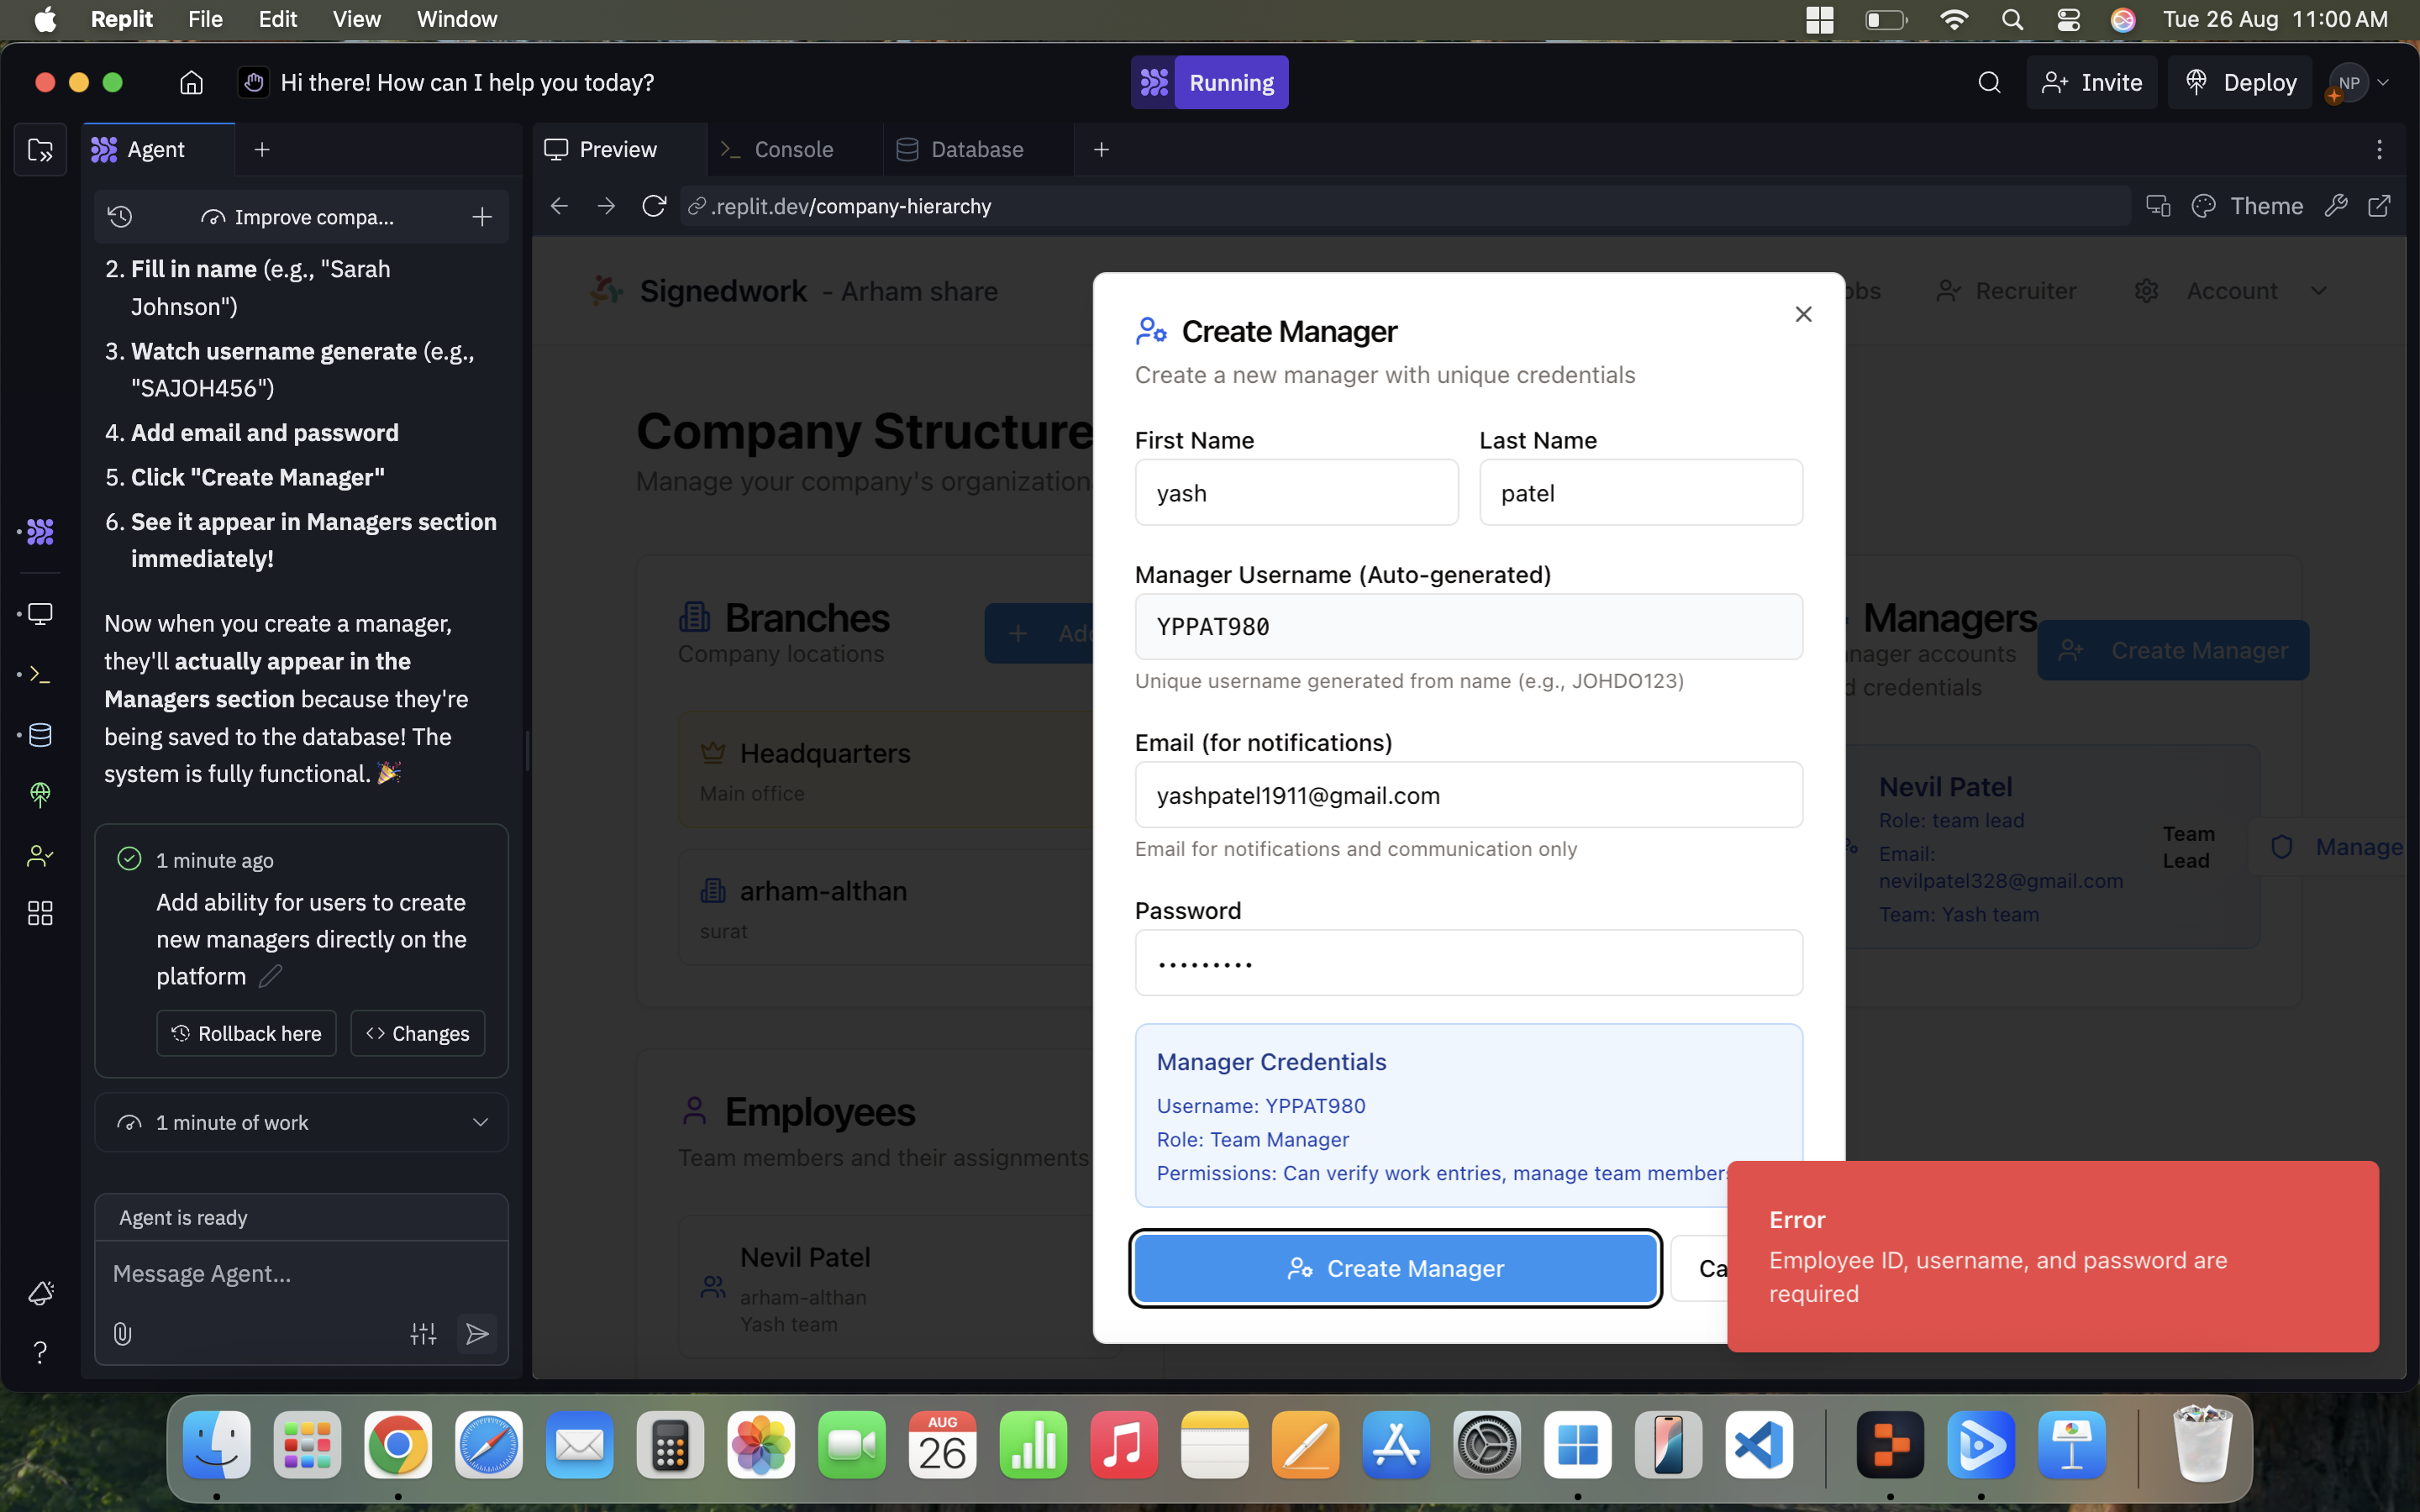 Replit File Edit View Window
Tue 26 Aug 11:00 AM
Hi there! How can I help you today?
Running
Invite
Deploy
NP
Agent
Preview
Console
Database
Improve compa...
.replit.dev/company-hierarchy
Theme
2. Fill in name (e.g., "Sarah
Johnson")
3. Watch username generate (e.g.,
"SAJOH456")
4. Add email and password
5. Click "Create Manager"
6. See it appear in Managers section
immediately!
Now when you create a manager,
they'll actually appear in the
Managers section because they're
being saved to the database! The
system is fully functional. 🎉
1 minute ago
Add ability for users to create
new managers directly on the
platform
Rollback here
Changes
1 minute of work
Agent is ready
Message Agent...
Signedwork - Arham share
obs
Recruiter
Account
Company Structure
Manage your company's organization
Branches
Company locations
Add
Headquarters
Main office
arham-althan
surat
Employees
Team members and their assignments
Nevil Patel
arham-althan
Yash team
Managers
nager accounts
d credentials
Create Manager
Nevil Patel
Role: team lead
Email:
nevilpatel328@gmail.com
Team: Yash team
Team
Lead
Manage
Create Manager
Create a new manager with unique credentials
First Name
Last Name
yash
patel
Manager Username (Auto-generated)
YPPAT980
Unique username generated from name (e.g., JOHDO123)
Email (for notifications)
yashpatel1911@gmail.com
Email for notifications and communication only
Password
•••••••••
Manager Credentials
Username: YPPAT980
Role: Team Manager
Permissions: Can verify work entries, manage team members
Create Manager
Ca
Error
Employee ID, username, and password are
required
AUG
26